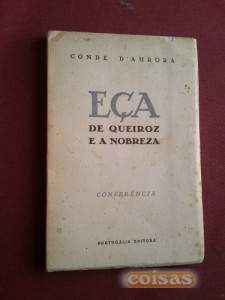 CONDE D'AURORA
EÇA
DE QUEIROZ
E A NOBREZA
CONFERÊNCIA
PORTUGÁLIA EDITORA
coisas